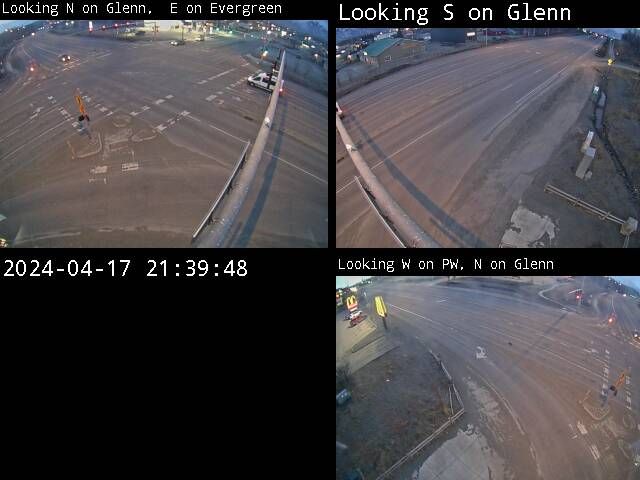 Looking N on Glenn,  E on Evergreen
Looking S on Glenn
2024-04-17 21:39:48
Looking W on PW, N on Glenn